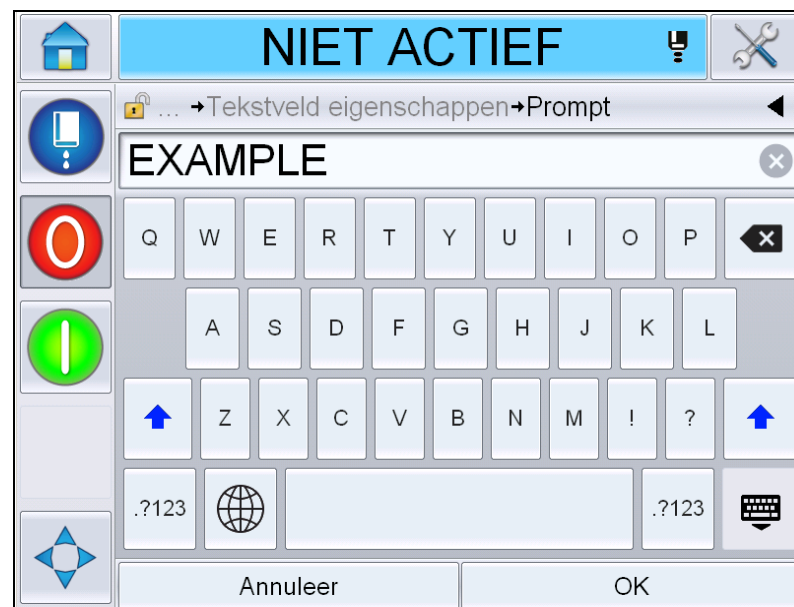 NIET ACTIEF
... →Tekstveld eigenschappen→Prompt
EXAMPLE
Q W E R T Y U I O P
A S D F G H J K L
Z X C V B N M ! ?
.?123 .?123
Annuleer OK